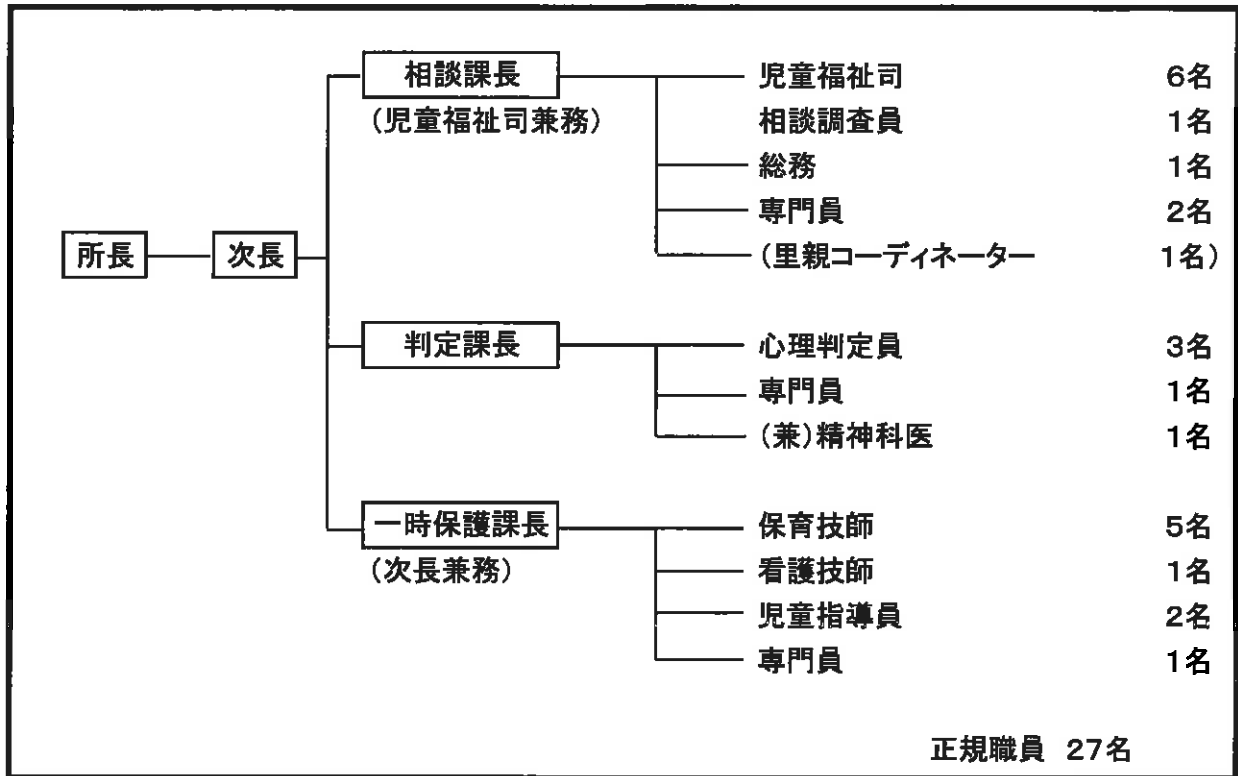 相談課長 児童福祉司 6名
(児童福祉司兼務) 相談調査員 1名
総務 1名
専門員 2名
所長 次長 (里親コーディネーター 1名)
判定課長 心理判定員 3名
専門員 1名
(兼)精神科医 1名
一時保護課長 保育技師 5名
(次長兼務) 看護技師 1名
児童指導員 2名
専門員 1名
正規職員 27名